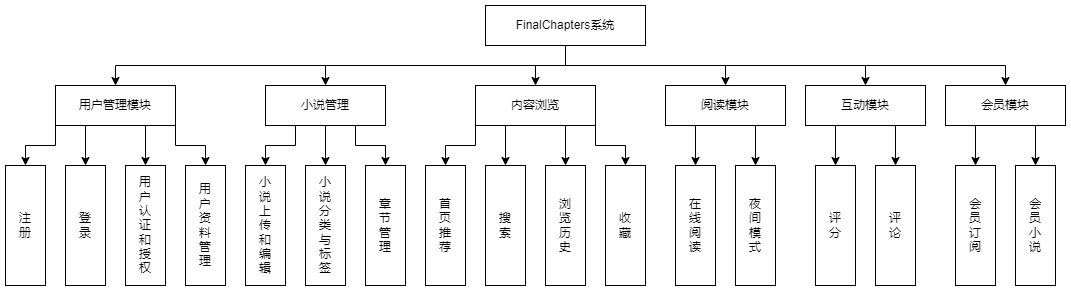 FinalChapters系统
用户管理模块
小说管理
内容浏览
阅读模块
互动模块
会员模块
注册
登录
用户认证和授权
用户资料管理
小说上传和编辑
小说分类与标签
章节管理
首页推荐
搜索
浏览历史
收藏
在线阅读
夜间模式
评分
评论
会员订阅
会员小说